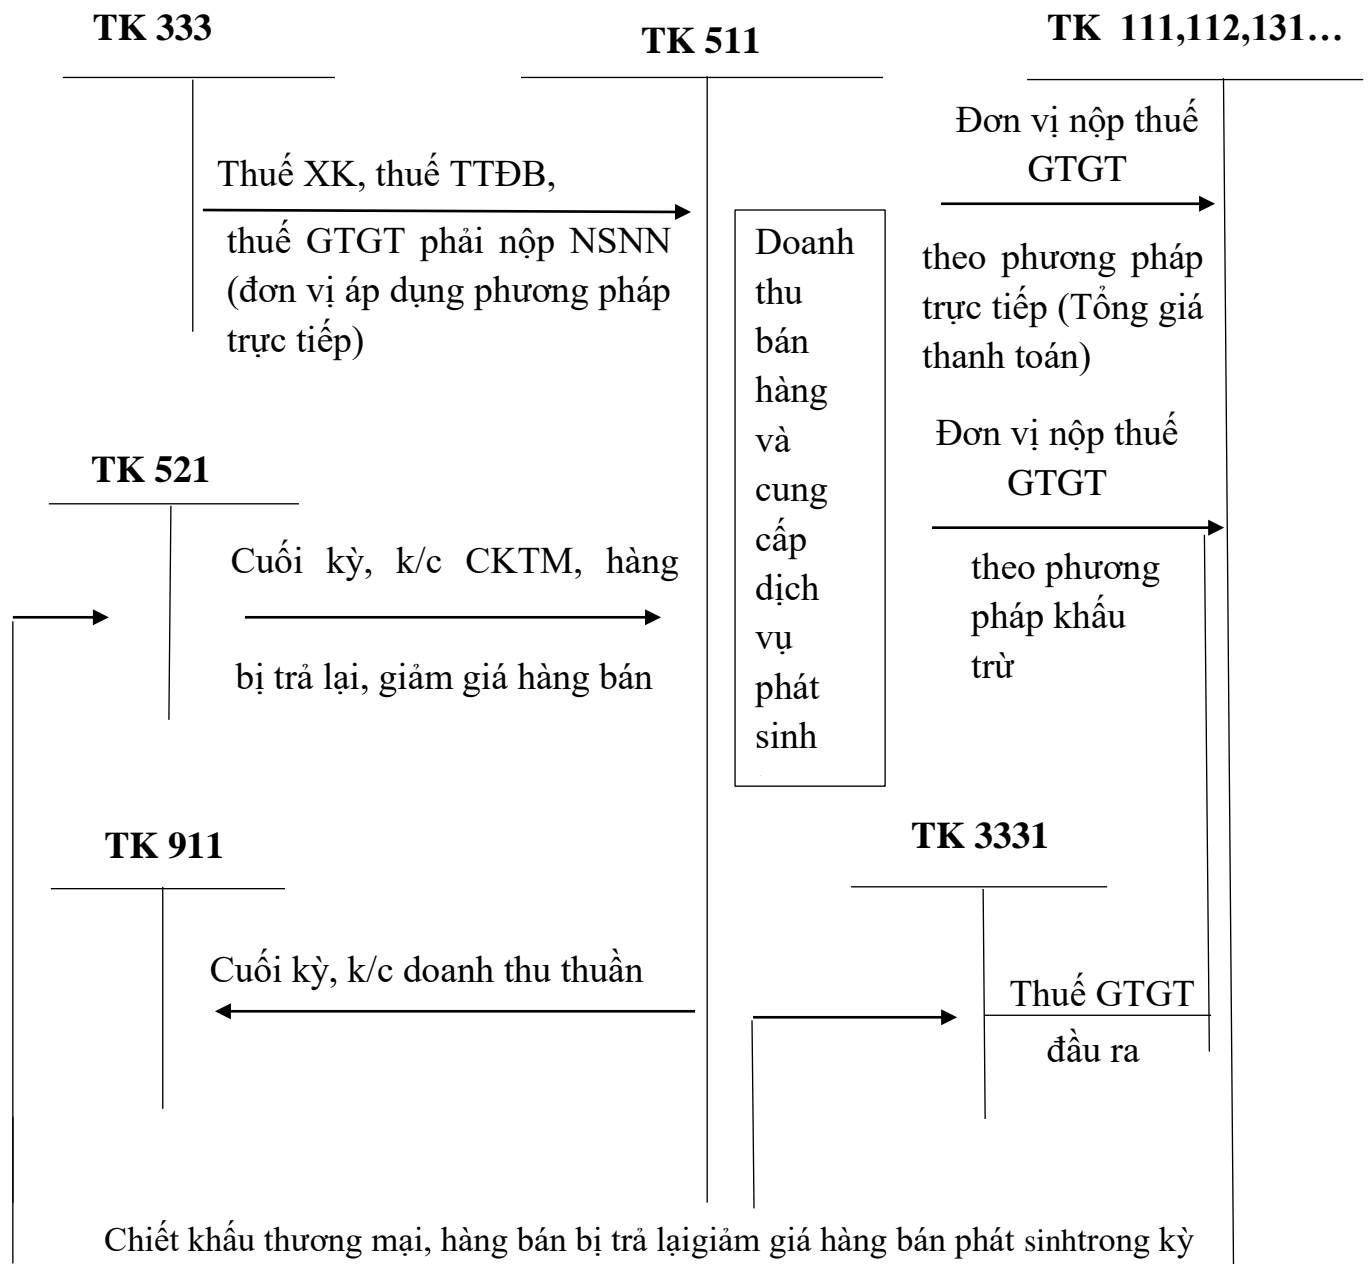 TK 333
TK 511
TK 111,112,131…
Thuế XK, thuế TTĐB,
thuế GTGT phải nộp NSNN
(đơn vị áp dụng phương pháp
trực tiếp)
Doanh
thu
bán
hàng
và
cung
cấp
dịch
vụ
phát
sinh
Đơn vị nộp thuế
GTGT
theo phương pháp
trực tiếp (Tổng giá
thanh toán)
Đơn vị nộp thuế
GTGT
theo phương
pháp khấu
trừ
TK 521
Cuối kỳ, k/c CKTM, hàng
bị trả lại, giảm giá hàng bán
TK 911
Cuối kỳ, k/c doanh thu thuần
TK 3331
Thuế GTGT
đầu ra
Chiết khấu thương mại, hàng bán bị trả lạigiảm giá hàng bán phát sinhtrong kỳ